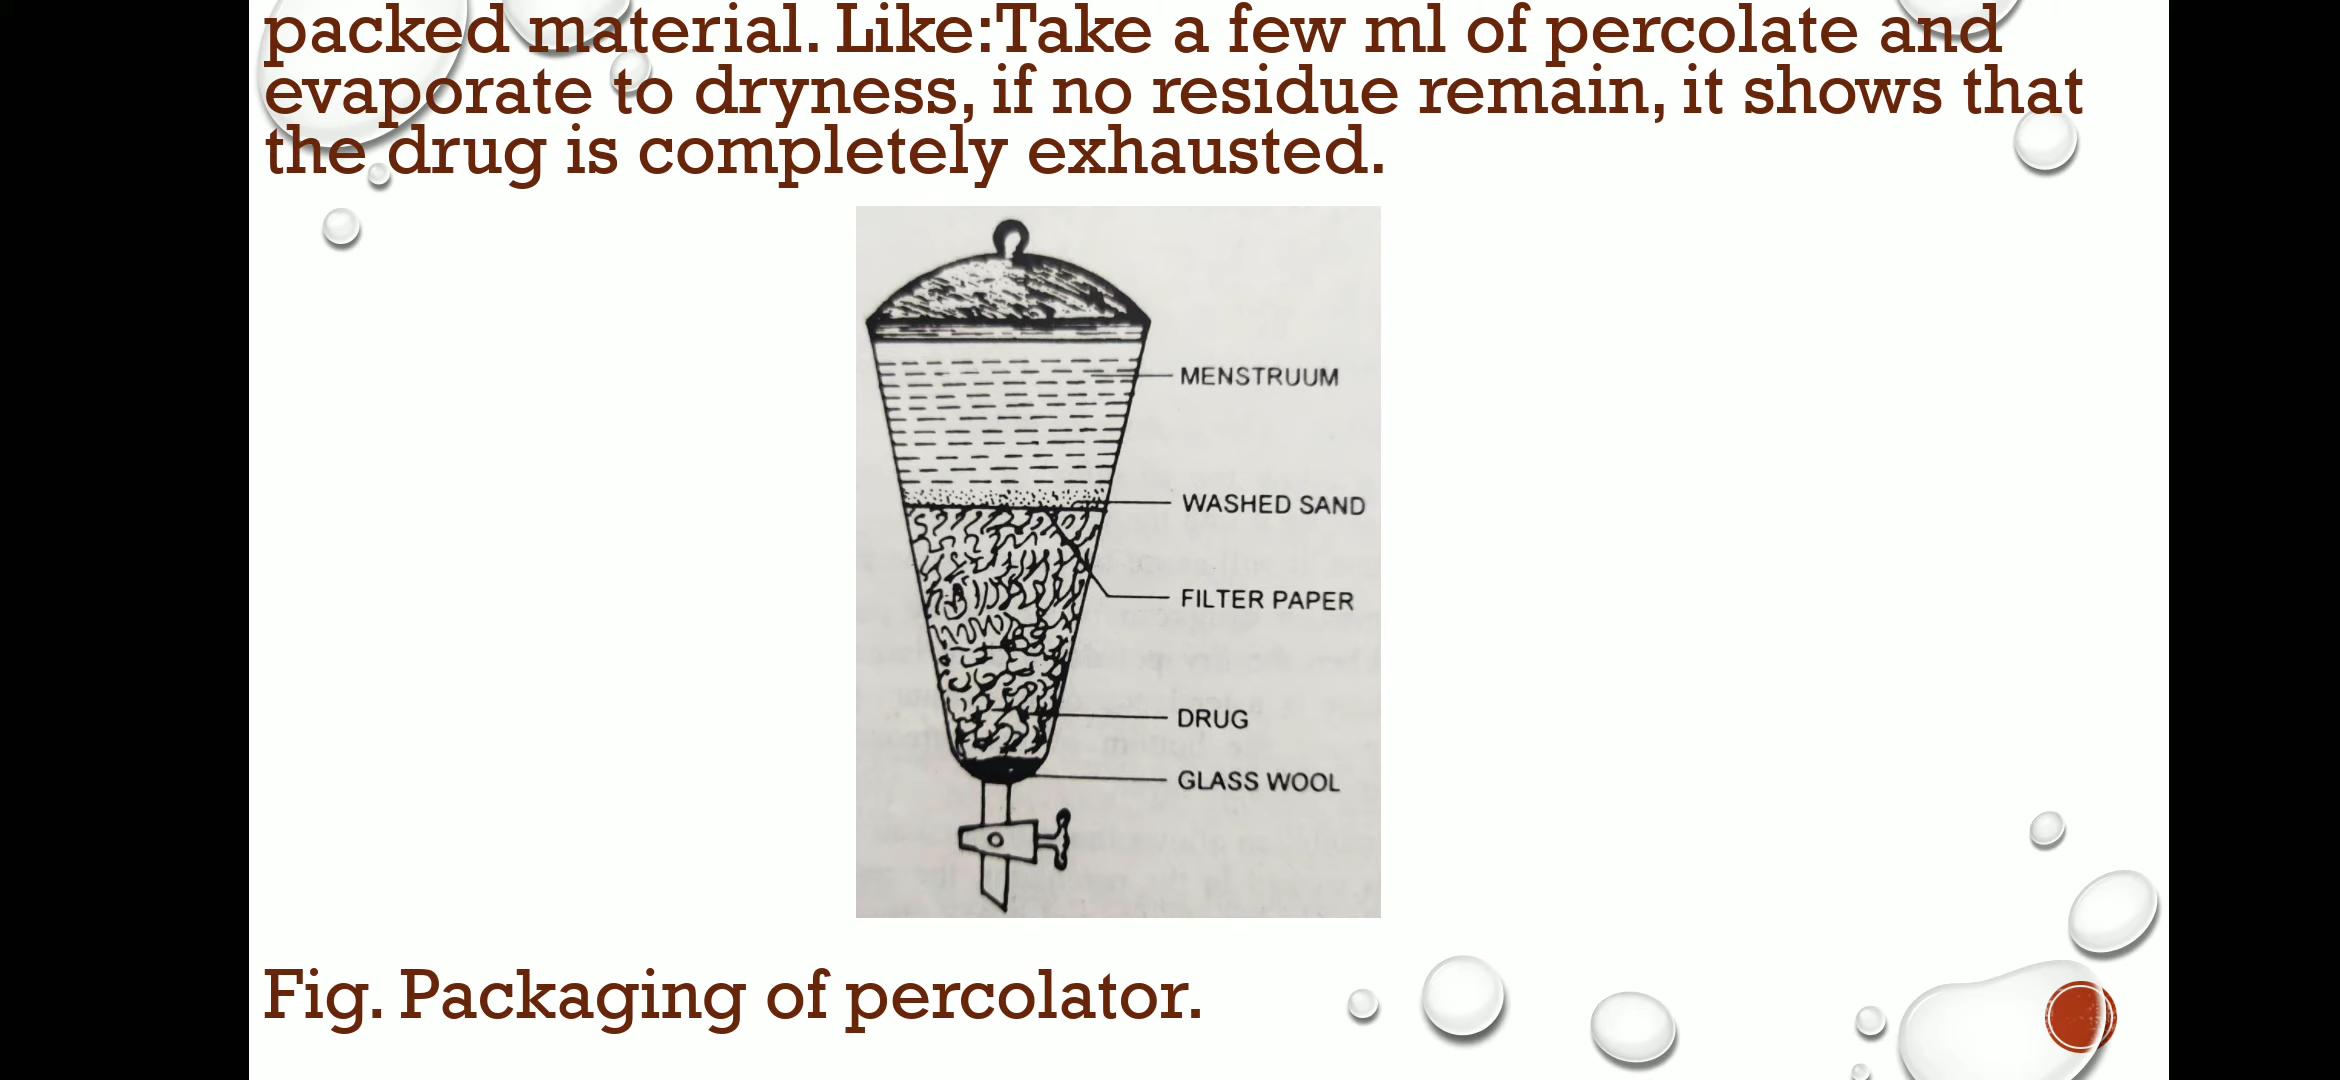 packed material. Like:Take a few ml of percolate and
evaporate to dryness, if no residue remain, it shows that
the drug is completely exhausted.
MENSTRUUM
WASHED SAND
FILTER PAPER
DRUG
GLASS WOOL
Fig. Packaging of percolator.